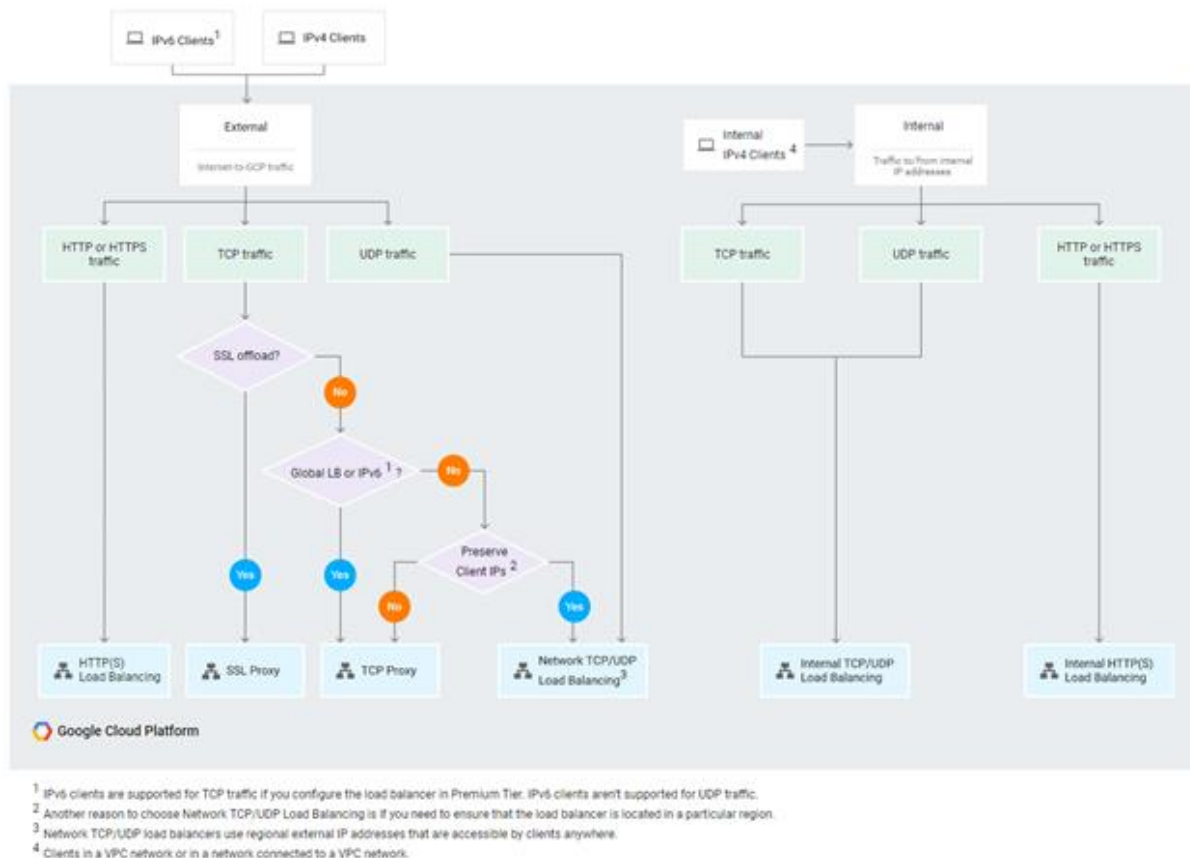 IPv6 Clients 1
IPv4 Clients
External
Internet-to-GCP traffic
Internal
IPv4 Clients 4
Internal
Traffic to/from internal
IP addresses
HTTP or HTTPS
traffic
TCP traffic
UDP traffic
TCP traffic
UDP traffic
HTTP or HTTPS
traffic
SSL offload?
No
Global LB or IPv6 1 ?
No
Preserve
Client IPs 2
Yes
Yes
No
Yes
HTTP(S)
Load Balancing
SSL Proxy
TCP Proxy
Network TCP/UDP
Load Balancing 3
Internal TCP/UDP
Load Balancing
Internal HTTP(S)
Load Balancing
Google Cloud Platform
1 IPv6 clients are supported for TCP traffic if you configure the load balancer in Premium Tier. IPv6 clients aren't supported for UDP traffic.
2 Another reason to choose Network TCP/UDP Load Balancing is if you need to ensure that the load balancer is located in a particular region.
3 Network TCP/UDP load balancers use regional external IP addresses that are accessible by clients anywhere.
4 Clients in a VPC network or in a network connected to a VPC network.